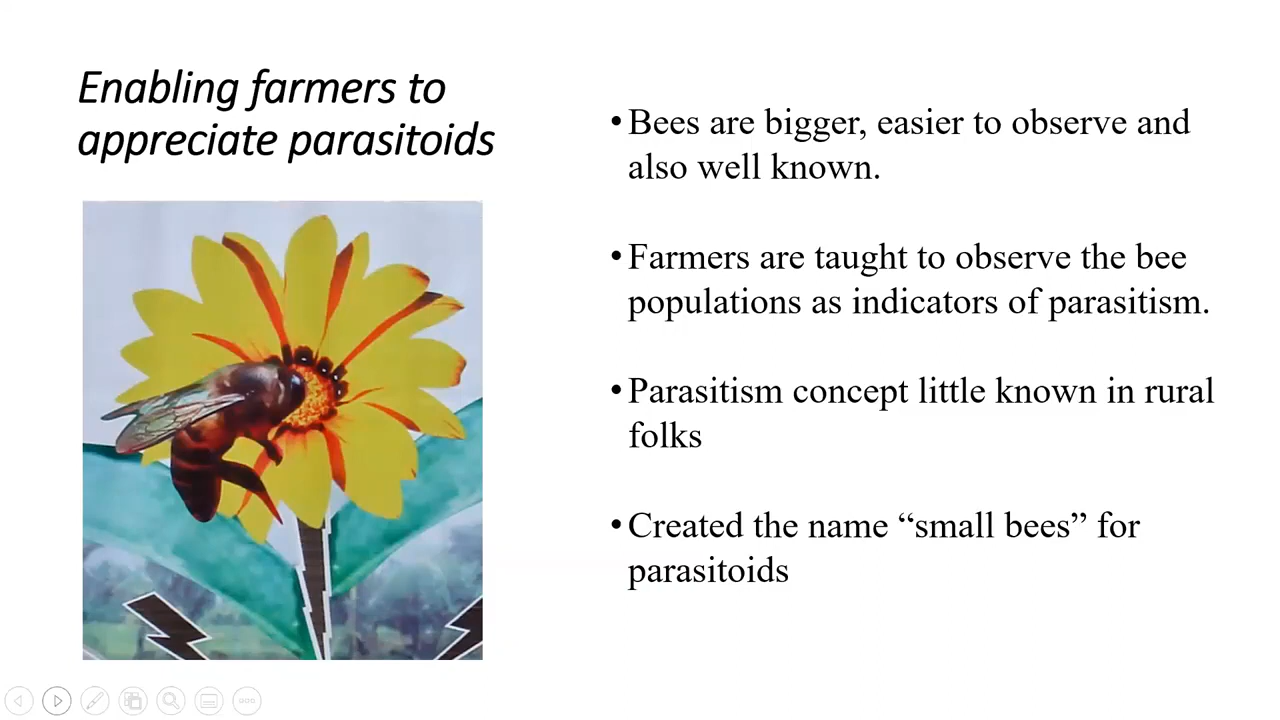 Enabling farmers to
appreciate parasitoids
• Bees are bigger, easier to observe and
also well known.
• Farmers are taught to observe the bee
populations as indicators of parasitism.
• Parasitism concept little known in rural
folks
• Created the name “small bees” for
parasitoids